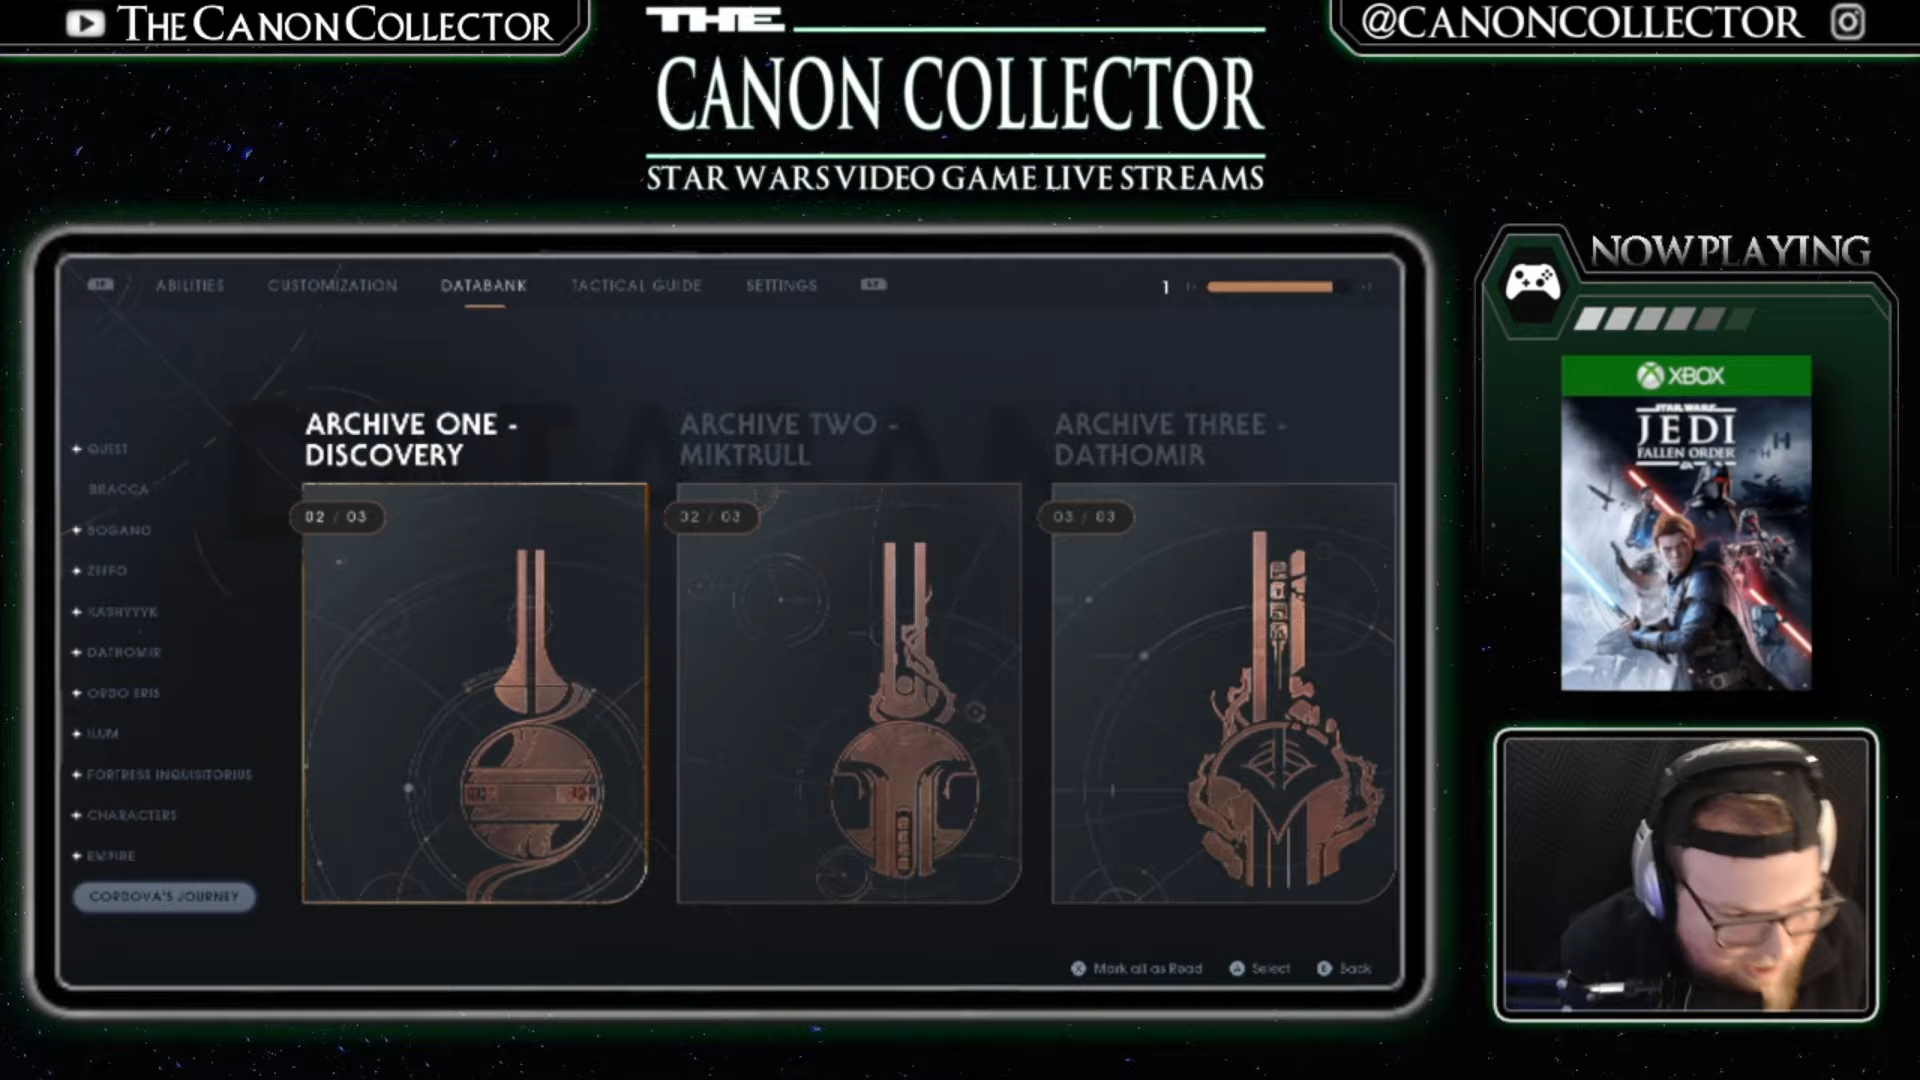 THE CANON COLLECTOR
THE
CANON COLLECTOR
STAR WARS VIDEO GAME LIVE STREAMS
@CANONCOLLECTOR
ABILITIES
CUSTOMIZATION
DATABANK
TACTICAL GUIDE
SETTINGS
1
QUEST
BRACCA
BOGANO
ZEFFO
KASHYYYK
DATHOMIR
ORDO ERIS
ILUM
FORTRESS INQUISITORIUS
CHARACTERS
EMPIRE
CORDOVA'S JOURNEY
ARCHIVE ONE -
DISCOVERY
02 / 03
ARCHIVE TWO -
MIKTRULL
02 / 03
ARCHIVE THREE -
DATHOMIR
03 / 03
Mark all as Read
Select
Back
NOW PLAYING
XBOX
STAR WARS
JEDI
FALLEN ORDER